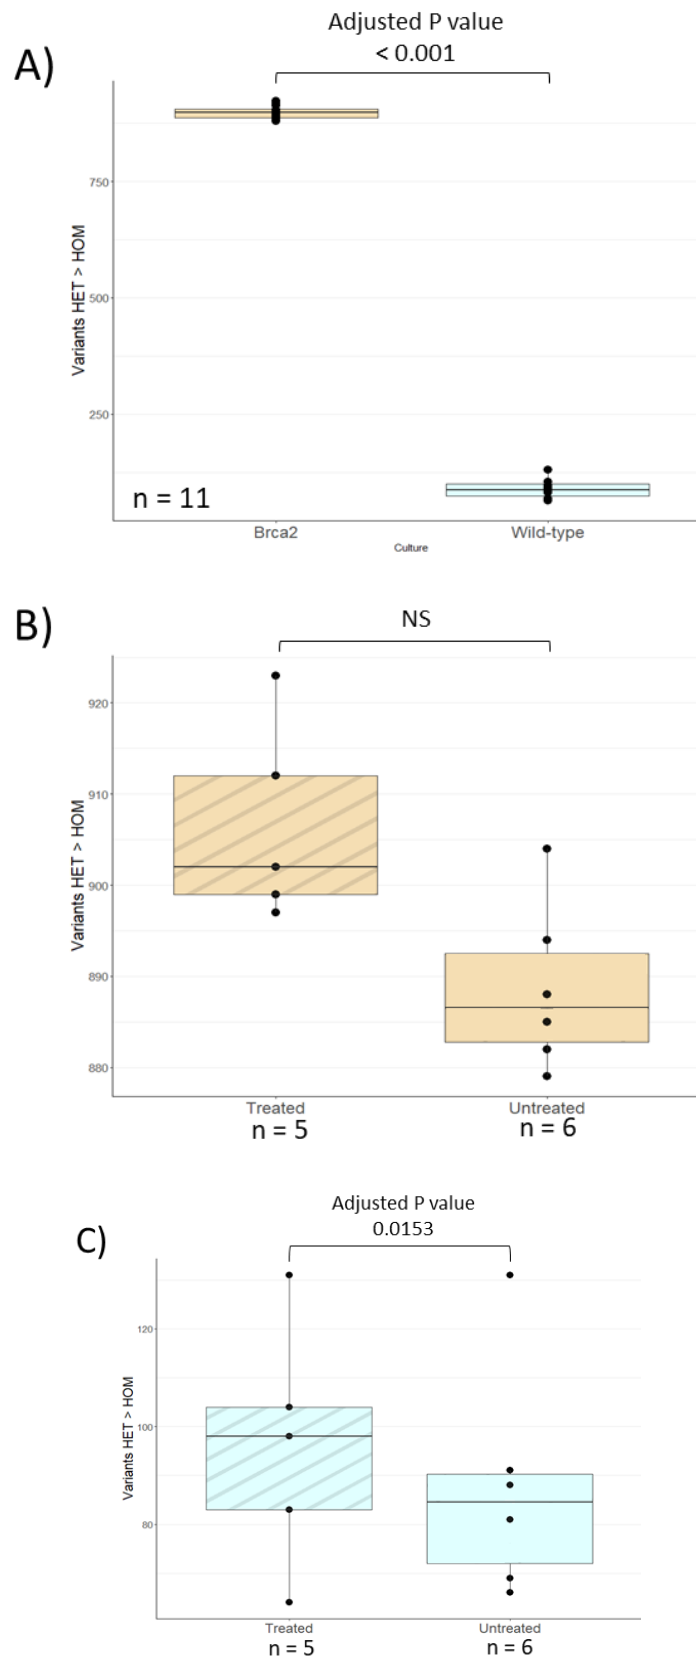 Adjusted P value
< 0.001
A)
Variants HET > HOM
750
500
250
n = 11
Brca2
Wild-type
Culture
B)
NS
Variants HET > HOM
920
910
900
890
880
Treated
Untreated
n = 5
n = 6
Adjusted P value
0.0153
C)
Variants HET > HOM
120
100
80
Treated
Untreated
n = 5
n = 6